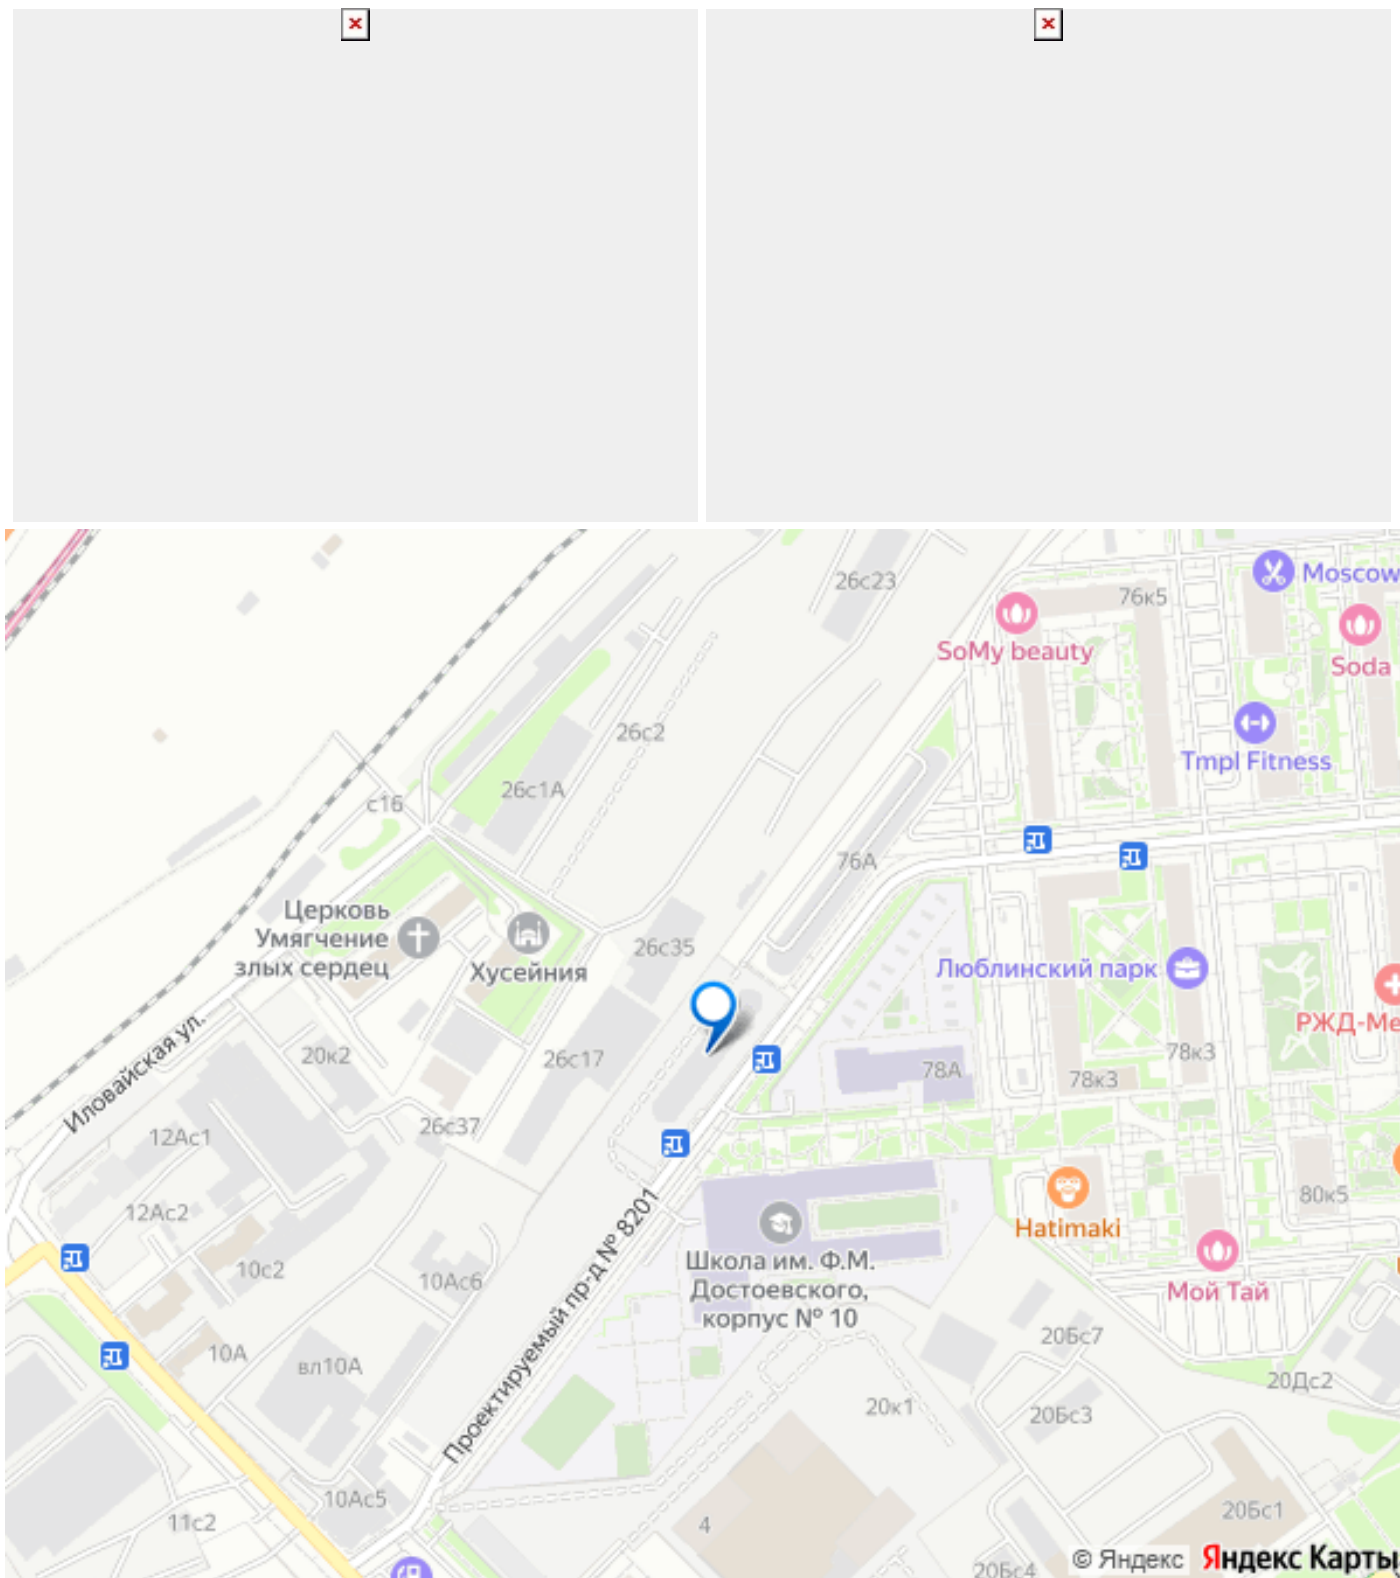 26с23
76к5
Moscow
SoMy beauty
Soda
26с2
Tmpl Fitness
26с1А
с16
76А
Церковь
Умягчение
злых сердец
Хусейния
26с35
Люблинский парк
РЖД-Ме
Иловайская ул.
20к2
26с17
78А
78к3
78к3
26с37
12Ас1
12Ас2
80к5
Hatimaki
Школа им. Ф.М.
Достоевского,
корпус № 10
Мой Тай
10с2
10Ас6
Проектируемый пр-д № 8201
10А
вл10А
20Бс7
20Дс2
20к1
20Бс3
10Ас5
11с2
4
20Бс1
20Бс4
© Яндекс Яндекс Карты